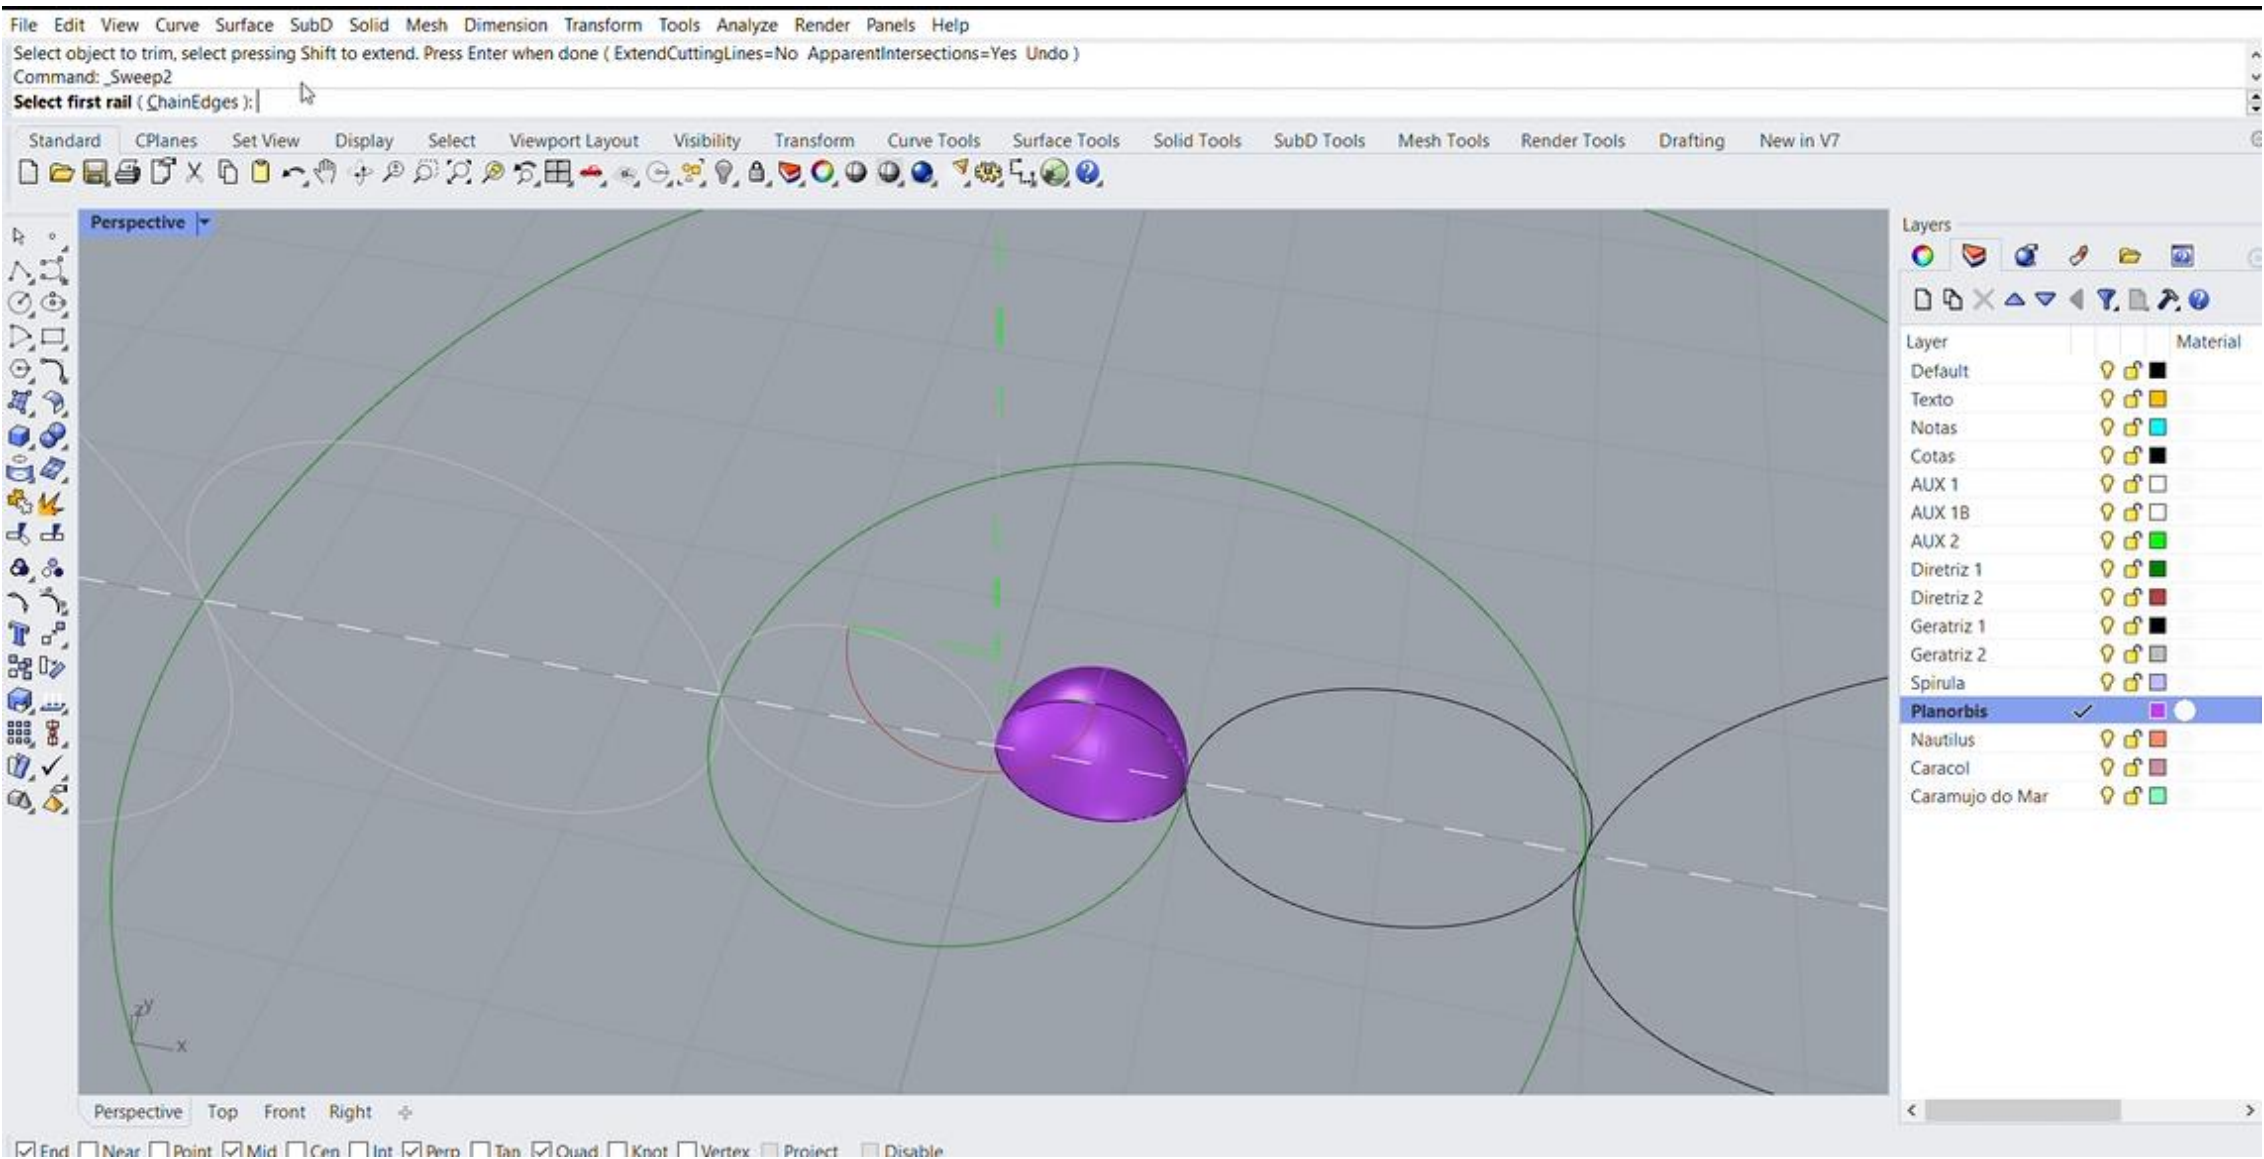 File Edit View Curve Surface SubD Solid Mesh Dimension Transform Tools Analyze Render Panels Help
Select object to trim, select pressing Shift to extend. Press Enter when done ( ExtendCuttingLines=No ApparentIntersections=Yes Undo )
Command: _Sweep2
Select first rail ( ChainEdges ):
Standard CPlanes Set View Display Select Viewport Layout Visibility Transform Curve Tools Surface Tools Solid Tools SubD Tools Mesh Tools Render Tools Drafting New in V7
Perspective
z y
x
Perspective Top Front Right
End Near Point Mid Cen Int Perp Tan Quad Knot Vertex Project Disable
Layers
Layer Material
Default
Texto
Notas
Cotas
AUX 1
AUX 1B
AUX 2
Diretriz 1
Diretriz 2
Geratriz 1
Geratriz 2
Spirula
Planorbis
Nautilus
Caracol
Caramujo do Mar